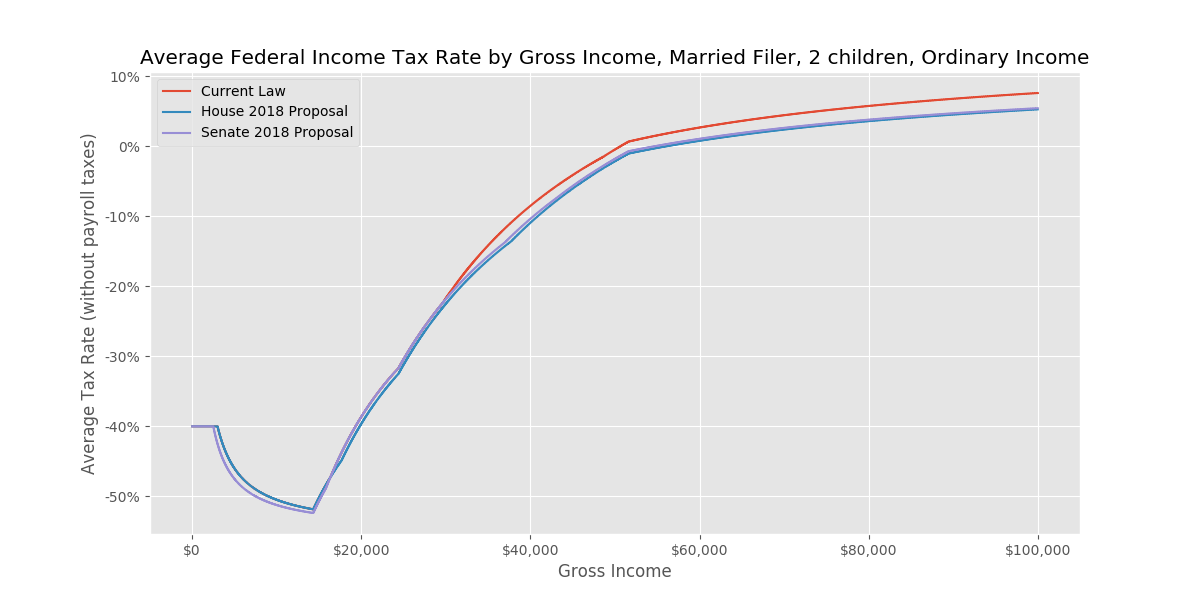 Average Federal Income Tax Rate by Gross Income, Married Filer, 2 children, Ordinary Income
Current Law
House 2018 Proposal
Senate 2018 Proposal
Average Tax Rate (without payroll taxes)
10%
0%
-10%
-20%
-30%
-40%
-50%
$0
$20,000
$40,000
$60,000
$80,000
$100,000
Gross Income